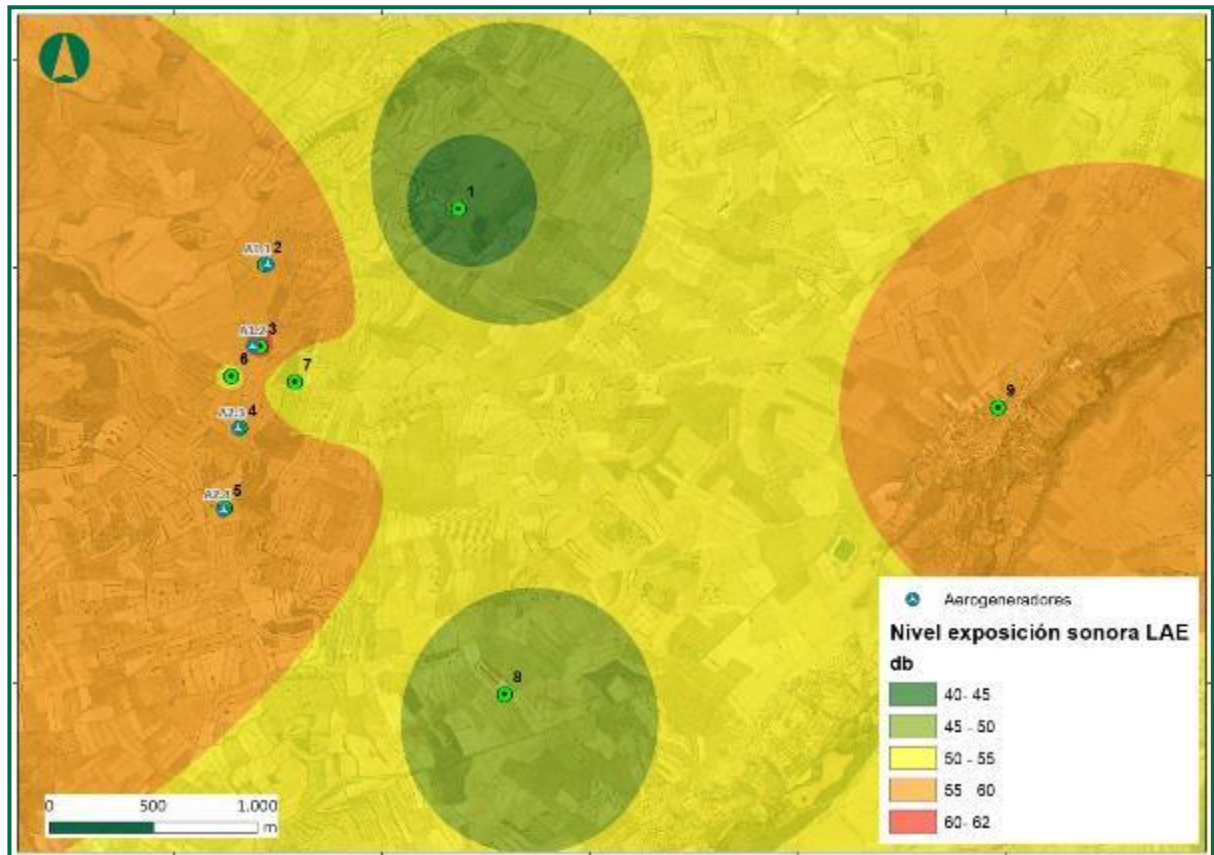 1
A1.1 2
A1.2 3
6
7
A2.3 4
9
A2.4 5
8
Aerogeneradores
Nivel exposición sonora LAE
db
40- 45
45 - 50
50 - 55
55 60
60- 62
0 500 1.000
m